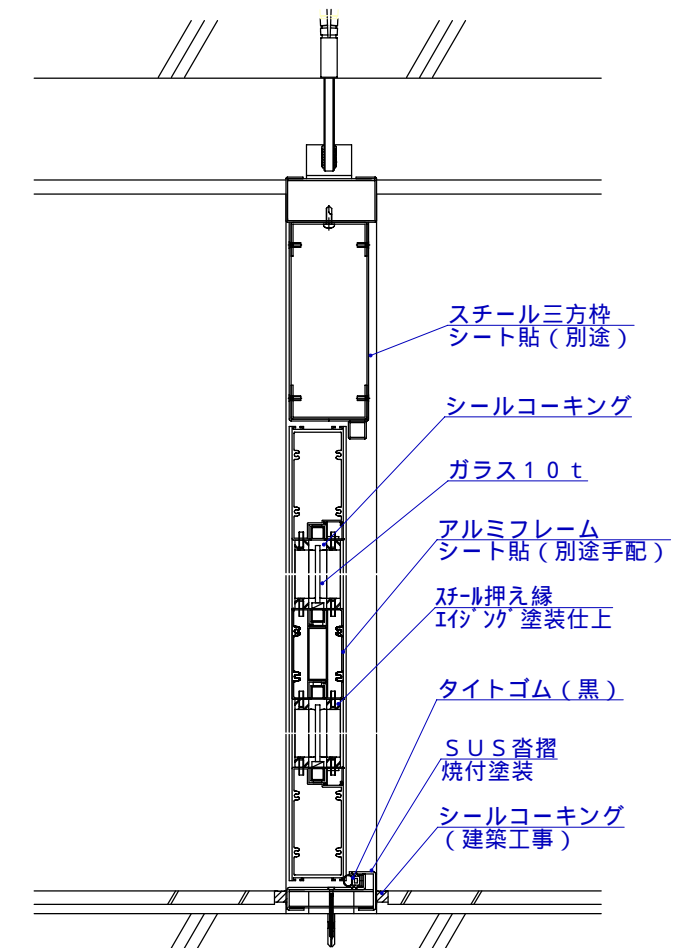 スチール三方枠
シート貼（別途）
シールコーキング
ガラス１０ｔ
アルミフレーム
シート貼（別途手配）
ｽﾁｰﾙ押え縁
ｴｲｼﾞﾝｸﾞ塗装仕上
タイトゴム（黒）
ＳＵＳ沓摺
焼付塗装
シールコーキング
（建築工事）